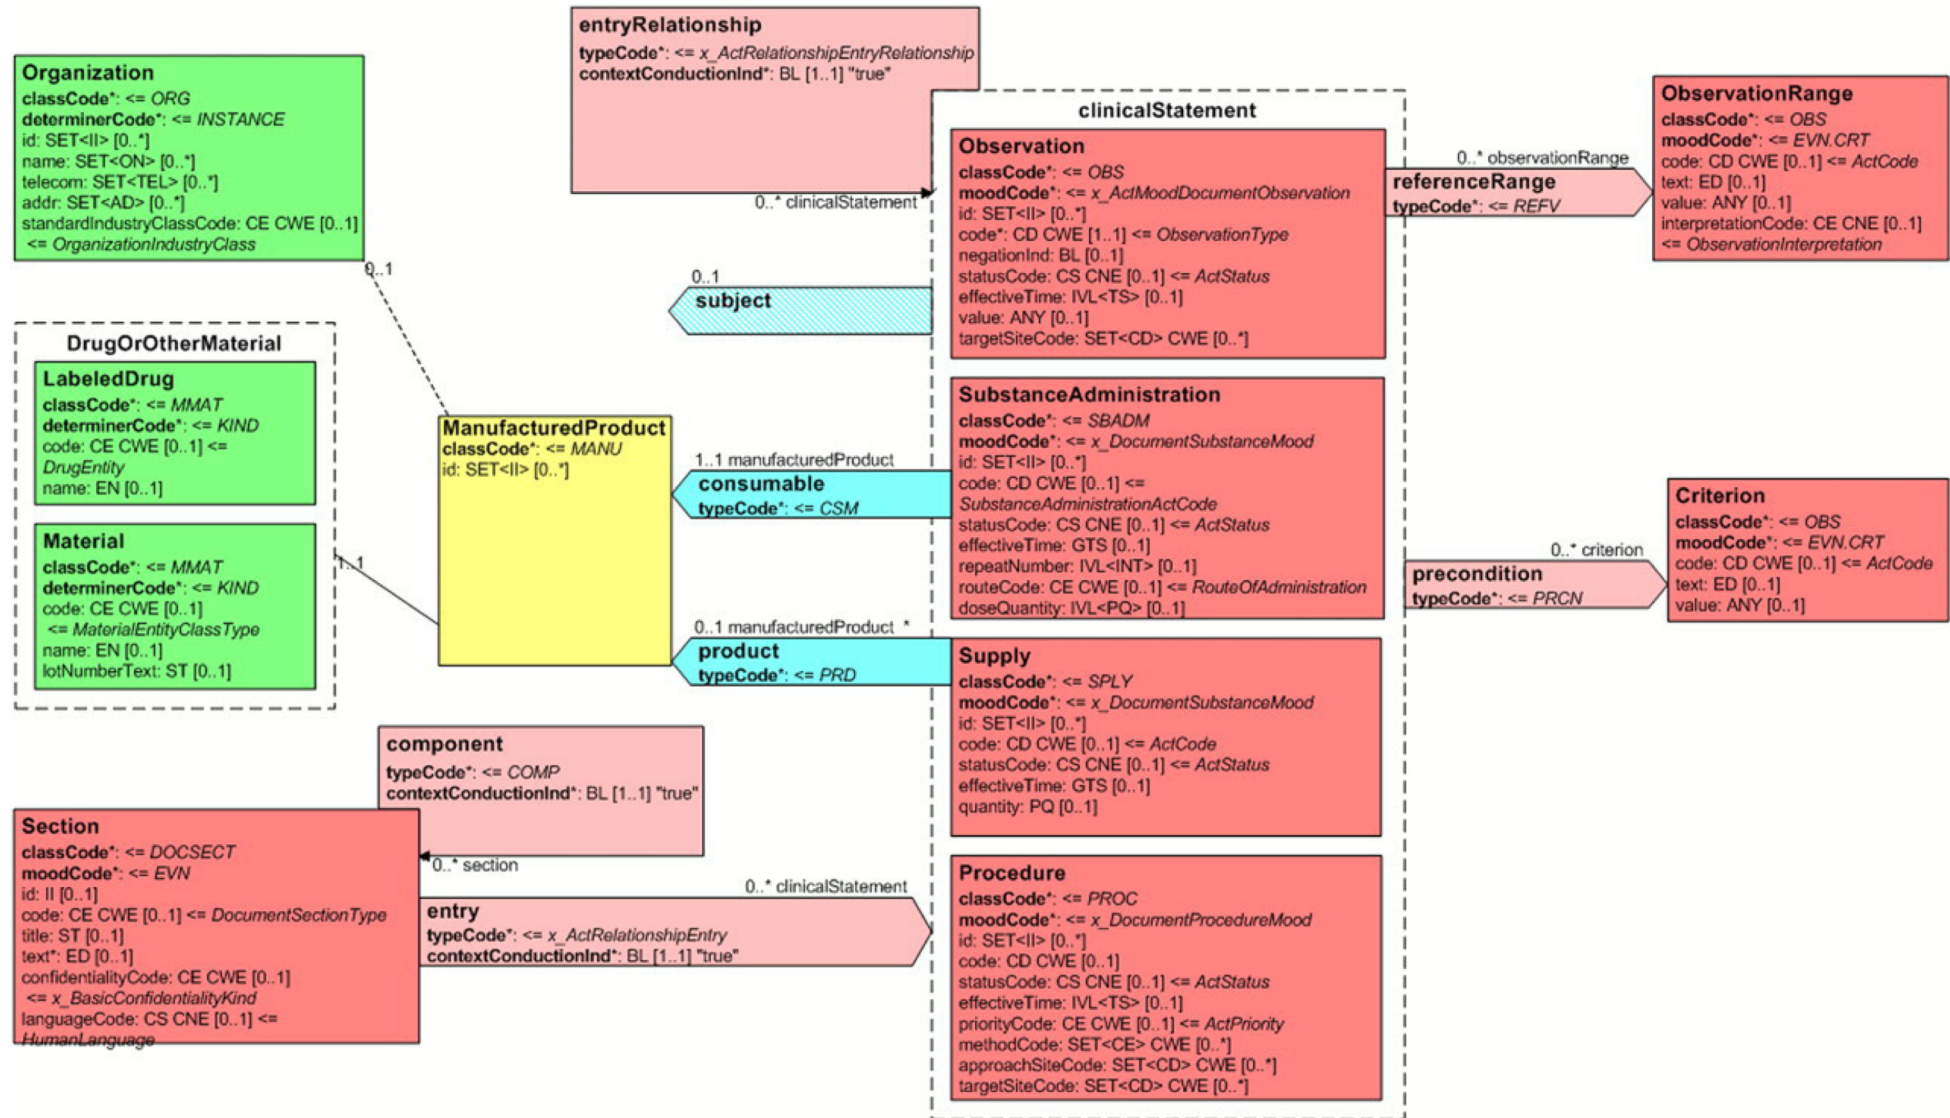 entryRelationship
typeCode*: <= x_ActRelationshipEntryRelationship
contextConductionInd*: BL [1..1] "true"
0..* clinicalStatement
Organization
classCode*: <= ORG
determinerCode*: <= INSTANCE
id: SET<II> [0..*]
name: SET<ON> [0..*]
telecom: SET<TEL> [0..*]
addr: SET<AD> [0..*]
standardIndustryClassCode: CE CWE [0..1]
<= OrganizationIndustryClass
0..1
DrugOrOtherMaterial
LabeledDrug
classCode*: <= MMAT
determinerCode*: <= KIND
code: CE CWE [0..1] <=
DrugEntity
name: EN [0..1]
Material
classCode*: <= MMAT
determinerCode*: <= KIND
code: CE CWE [0..1]
<= MaterialEntityClassType
name: EN [0..1]
lotNumberText: ST [0..1]
1..1
ManufacturedProduct
classCode*: <= MANU
id: SET<II> [0..*]
0..1
subject
1..1 manufacturedProduct
consumable
typeCode*: <= CSM
0..1 manufacturedProduct *
product
typeCode*: <= PRD
component
typeCode*: <= COMP
contextConductionInd*: BL [1..1] "true"
0..* section
Section
classCode*: <= DOCSECT
moodCode*: <= EVN
id: II [0..1]
code: CE CWE [0..1] <= DocumentSectionType
title: ST [0..1]
text*: ED [0..1]
confidentialityCode: CE CWE [0..1]
<= x_BasicConfidentialityKind
languageCode: CS CNE [0..1] <=
HumanLanguage
0..* clinicalStatement
entry
typeCode*: <= x_ActRelationshipEntry
contextConductionInd*: BL [1..1] "true"
clinicalStatement
Observation
classCode*: <= OBS
moodCode*: <= x_ActMoodDocumentObservation
id: SET<II> [0..*]
code*: CD CWE [1..1] <= ObservationType
negationInd: BL [0..1]
statusCode: CS CNE [0..1] <= ActStatus
effectiveTime: IVL<TS> [0..1]
value: ANY [0..1]
targetSiteCode: SET<CD> CWE [0..*]
SubstanceAdministration
classCode*: <= SBADM
moodCode*: <= x_DocumentSubstanceMood
id: SET<II> [0..*]
code: CD CWE [0..1] <=
SubstanceAdministrationActCode
statusCode: CS CNE [0..1] <= ActStatus
effectiveTime: GTS [0..1]
repeatNumber: IVL<INT> [0..1]
routeCode: CE CWE [0..1] <= RouteOfAdministration
doseQuantity: IVL<PQ> [0..1]
Supply
classCode*: <= SPLY
moodCode*: <= x_DocumentSubstanceMood
id: SET<II> [0..*]
code: CD CWE [0..1] <= ActCode
statusCode: CS CNE [0..1] <= ActStatus
effectiveTime: GTS [0..1]
quantity: PQ [0..1]
Procedure
classCode*: <= PROC
moodCode*: <= x_DocumentProcedureMood
id: SET<II> [0..*]
code: CD CWE [0..1]
statusCode: CS CNE [0..1] <= ActStatus
effectiveTime: IVL<TS> [0..1]
priorityCode: CE CWE [0..1] <= ActPriority
methodCode: SET<CE> CWE [0..*]
approachSiteCode: SET<CD> CWE [0..*]
targetSiteCode: SET<CD> CWE [0..*]
0..* observationRange
referenceRange
typeCode*: <= REFV
ObservationRange
classCode*: <= OBS
moodCode*: <= EVN.CRT
code: CD CWE [0..1] <= ActCode
text: ED [0..1]
value: ANY [0..1]
interpretationCode: CE CNE [0..1]
<= ObservationInterpretation
0..* criterion
precondition
typeCode*: <= PRCN
Criterion
classCode*: <= OBS
moodCode*: <= EVN.CRT
code: CD CWE [0..1] <= ActCode
text: ED [0..1]
value: ANY [0..1]